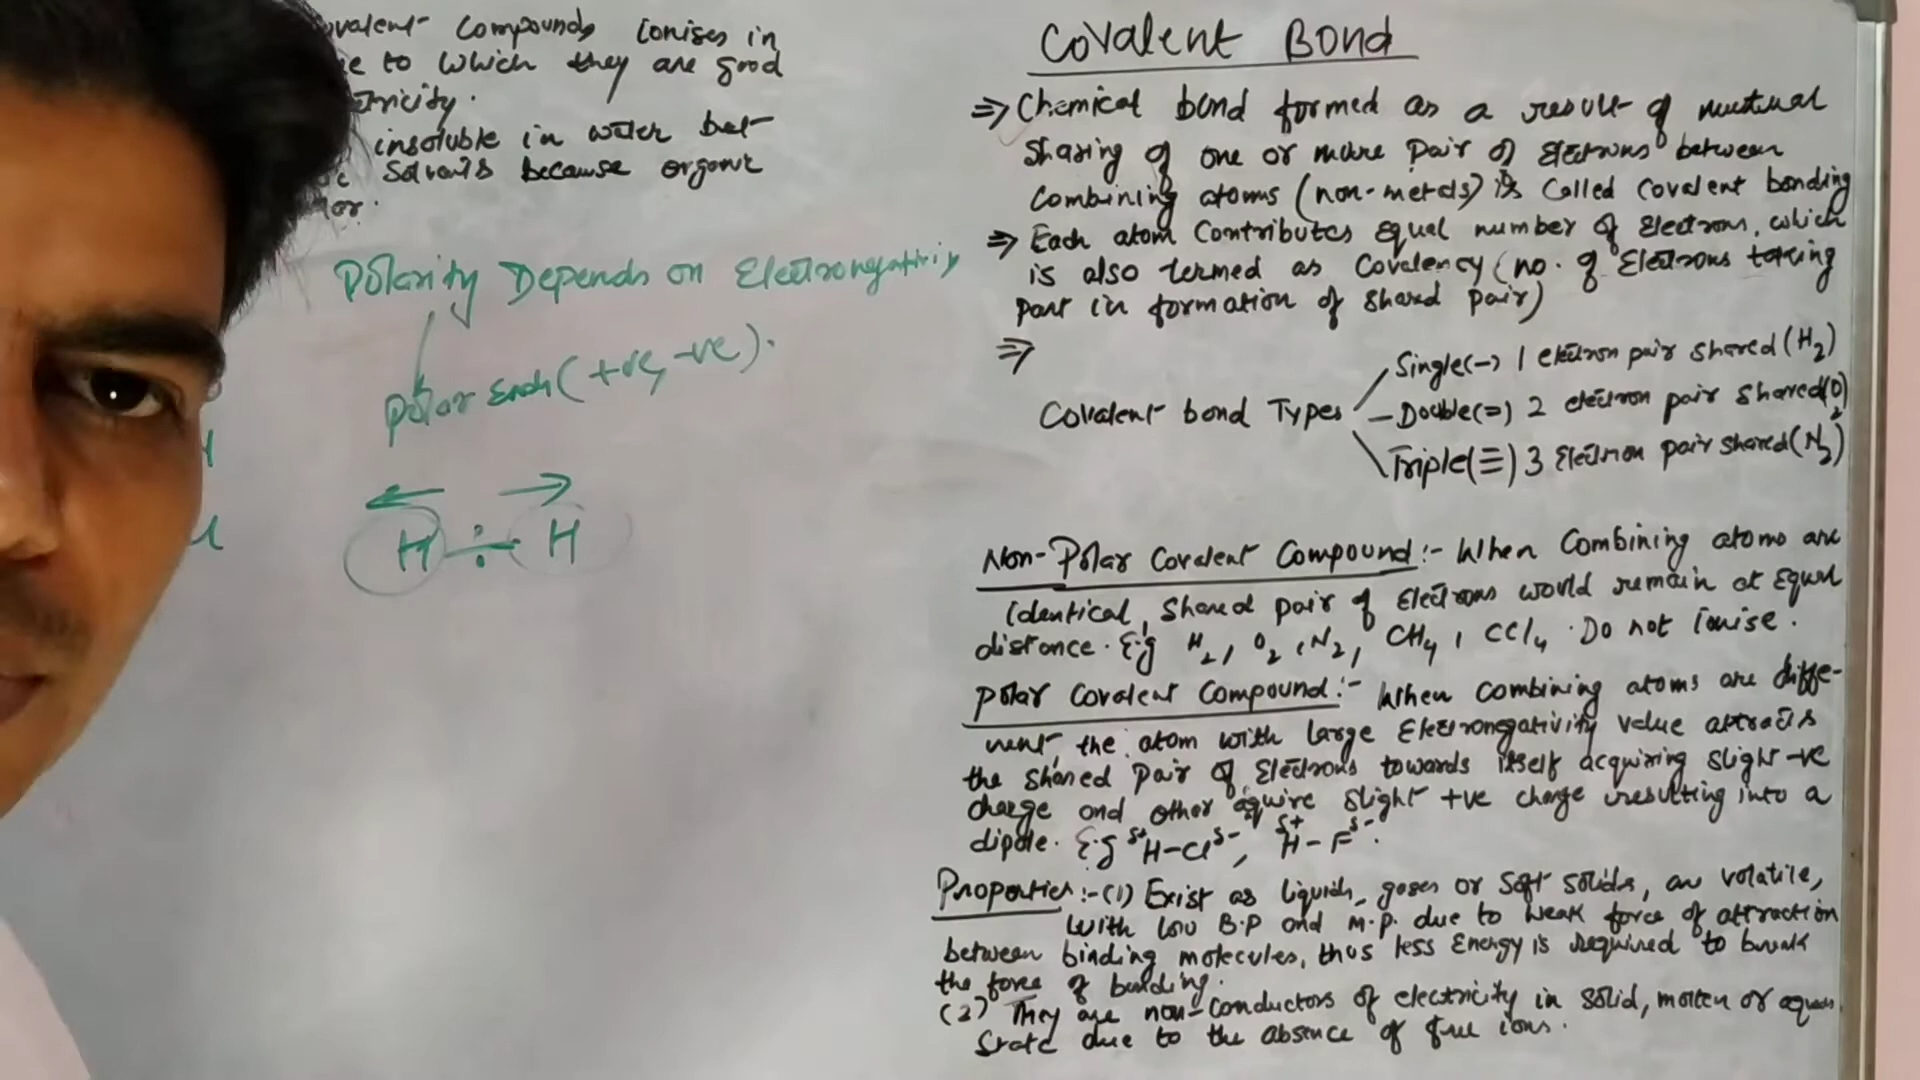 Compounds Ionises in
to which they are good
insoluble in water but
Solvents because organic
Polarity Depends on Electronegativity
Polar Ends (+ve, -ve).
H H
Covalent Bond
⇒ Chemical bond formed as a result of mutual
sharing of one or more pair of Electrons between
Combining atoms (non-metals) is Called Covalent bonding
⇒ Each atom Contributes Equal number of Electrons, which
is also termed as Covalency (no. of Electrons taking
part in formation of shared pair)
⇒
Single(-) 1 electron pair shared (H2)
Covalent bond Types
Double(=) 2 electron pair shared (O2)
Triple(≡) 3 Electron pair shared (N2)
Non-Polar Covalent Compound:- When Combining atoms are
Identical, Shared pair of Electrons would remain at Equal
distance. E.g H2, O2, N2, CH4, CCl4. Do not Ionise.
Polar Covalent Compound:- When Combining atoms are diffe-
rent, the atom with large Electronegativity value attracts
the shared Pair of Electrons towards itself acquiring slight -ve
charge and other aquire slight +ve charge resulting into a
dipole. E.g δ+H-Clδ-, δ+H-Fδ-.
Properties:- (1) Exist as liquids, gases or Soft Solids, are volatile,
With low B.P and M.P. due to weak force of attraction
between binding molecules, thus less Energy is required to break
the force of bonding.
(2) They are non-conductors of electricity in Solid, molten or
State due to the absence of free ions.